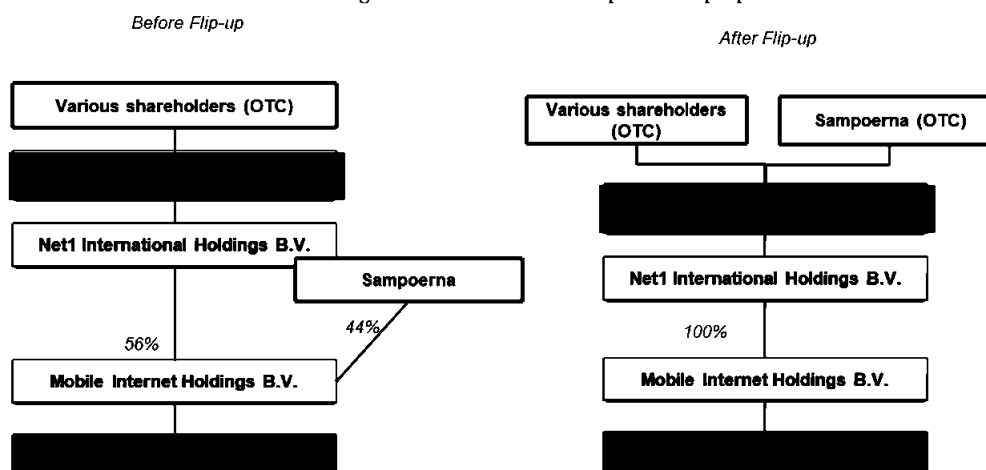 Before Flip-up
Various shareholders (OTC)
Net1 International Holdings B.V.
Sampoerna
56%
44%
Mobile Internet Holdings B.V.
After Flip-up
Various shareholders
(OTC)
Sampoerna (OTC)
Net1 International Holdings B.V.
100%
Mobile Internet Holdings B.V.